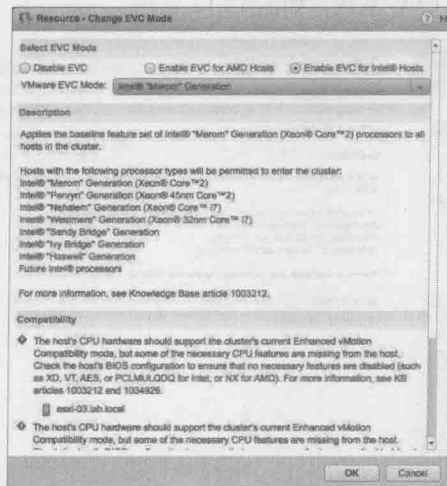 Resource - Change EVC Mode
Select EVC Mode
Disable EVC
Enable EVC for AMD Hosts
Enable EVC for Intel® Hosts
VMware EVC Mode:
Intel® "Merom" Generation
Description
Applies the baseline feature set of Intel® "Merom" Generation (Xeon® Core™2) processors to all
hosts in the cluster.
Hosts with the following processor types will be permitted to enter the cluster:
Intel® "Merom" Generation (Xeon® Core™2)
Intel® "Penryn" Generation (Xeon® 45nm Core™2)
Intel® "Nehalem" Generation (Xeon® Core™ i7)
Intel® "Westmere" Generation (Xeon® 32nm Core™ i7)
Intel® "Sandy Bridge" Generation
Intel® "Ivy Bridge" Generation
Intel® "Haswell" Generation
Future Intel® processors
For more information, see Knowledge Base article 1003212.
Compatibility
The host's CPU hardware should support the cluster's current Enhanced vMotion
Compatibility mode, but some of the necessary CPU features are missing from the host.
Check the host's BIOS configuration to ensure that no necessary features are disabled (such
as XD, VT, AES, or PCLMULQDQ for Intel, or NX for AMD). For more information, see KB
articles 1003212 and 1034926.
esxi-03.lab.local
The host's CPU hardware should support the cluster's current Enhanced vMotion
Compatibility mode, but some of the necessary CPU features are missing from the host.
OK
Cancel